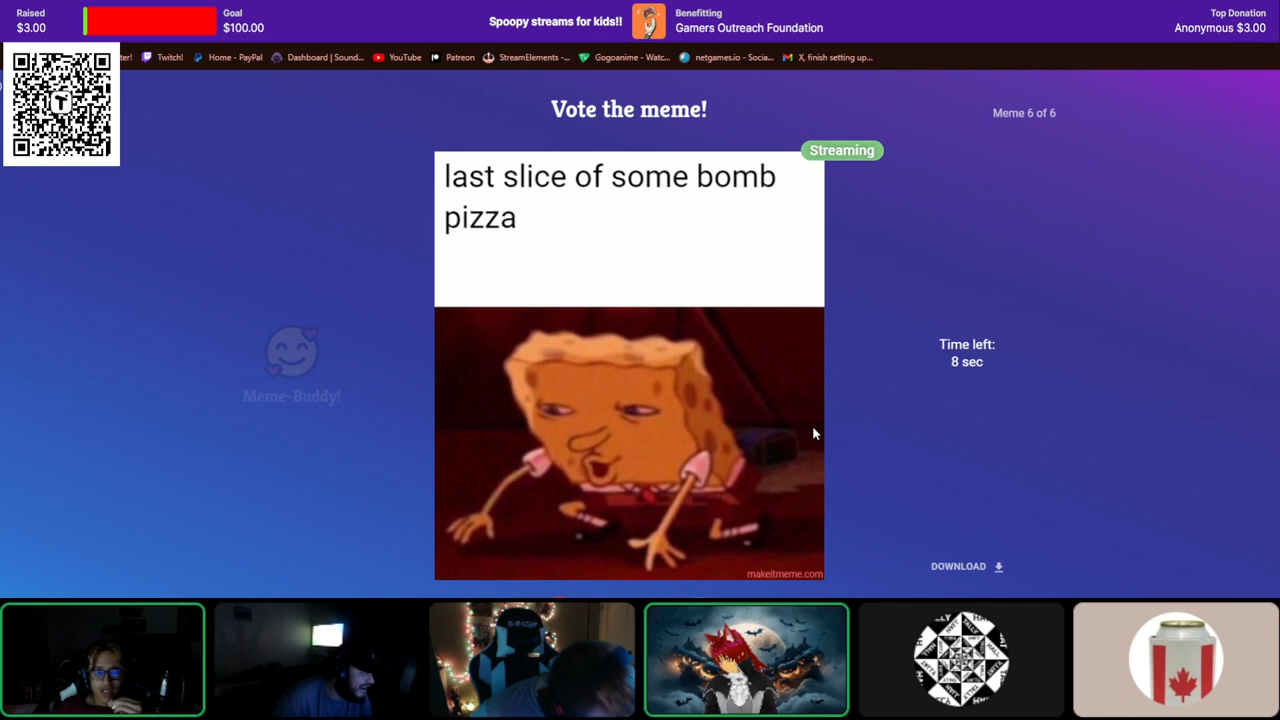 Raised
$3.00
Goal
$100.00
Spoopy streams for kids!!
Benefitting
Gamers Outreach Foundation
Top Donation
Anonymous $3.00
ter!
Twitch!
Home - PayPal
Dashboard | Sound...
YouTube
Patreon
StreamElements -...
Gogoanime - Watc...
netgames.io - Socia...
X, finish setting up...
Vote the meme!
Meme 6 of 6
Streaming
last slice of some bomb
pizza
Meme-Buddy!
Time left:
8 sec
makeitmeme.com
DOWNLOAD